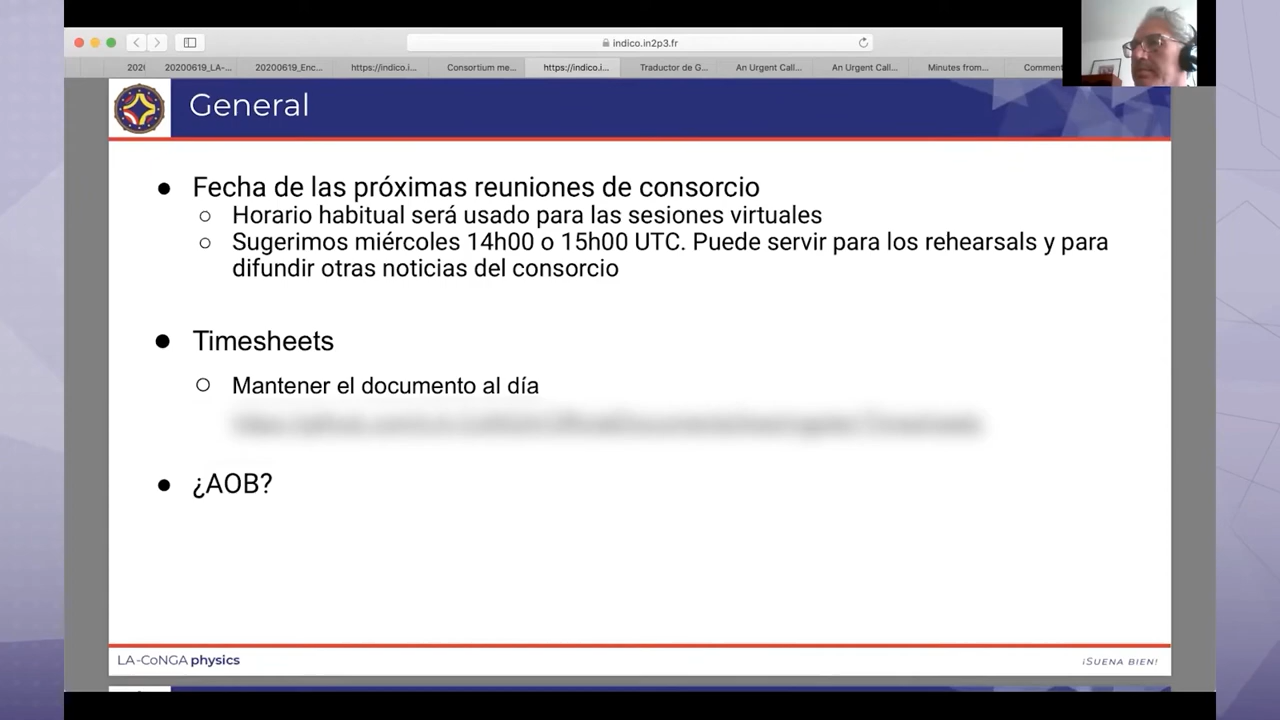 indico.in2p3.fr
202( 20200619_LA-... 20200619_Enc... https://indico.i... Consortium me... https://indico.i... Traductor de G... An Urgent Call... An Urgent Call... Minutes from... Comment
General
● Fecha de las próximas reuniones de consorcio
○ Horario habitual será usado para las sesiones virtuales
○ Sugerimos miércoles 14h00 o 15h00 UTC. Puede servir para los rehearsals y para
difundir otras noticias del consorcio
● Timesheets
○ Mantener el documento al día
● ¿AOB?
LA-CoNGA physics
¡SUENA BIEN!